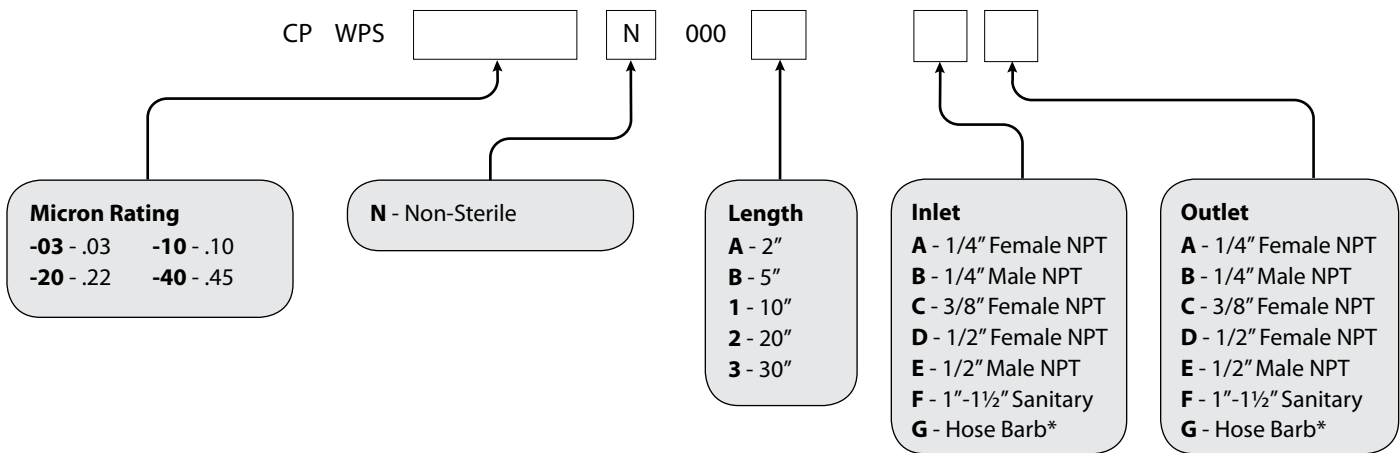 CP WPS N 000
Micron Rating
-03 - .03 -10 - .10
-20 - .22 -40 - .45
N - Non-Sterile
Length
A - 2”
B - 5”
1 - 10”
2 - 20”
3 - 30”
Inlet
A - 1/4” Female NPT
B - 1/4” Male NPT
C - 3/8” Female NPT
D - 1/2” Female NPT
E - 1/2” Male NPT
F - 1”-1½” Sanitary
G - Hose Barb*
Outlet
A - 1/4” Female NPT
B - 1/4” Male NPT
C - 3/8” Female NPT
D - 1/2” Female NPT
E - 1/2” Male NPT
F - 1”-1½” Sanitary
G - Hose Barb*